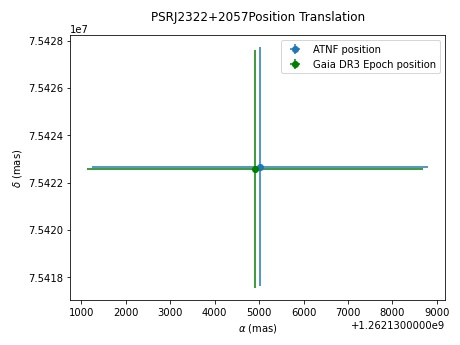 PSRJ2322+2057Position Translation
1e7
ATNF position
Gaia DR3 Epoch position
7.5428
7.5426
7.5424
7.5422
7.5420
7.5418
δ (mas)
1000 2000 3000 4000 5000 6000 7000 8000 9000
α (mas)
+1.2621300000e9